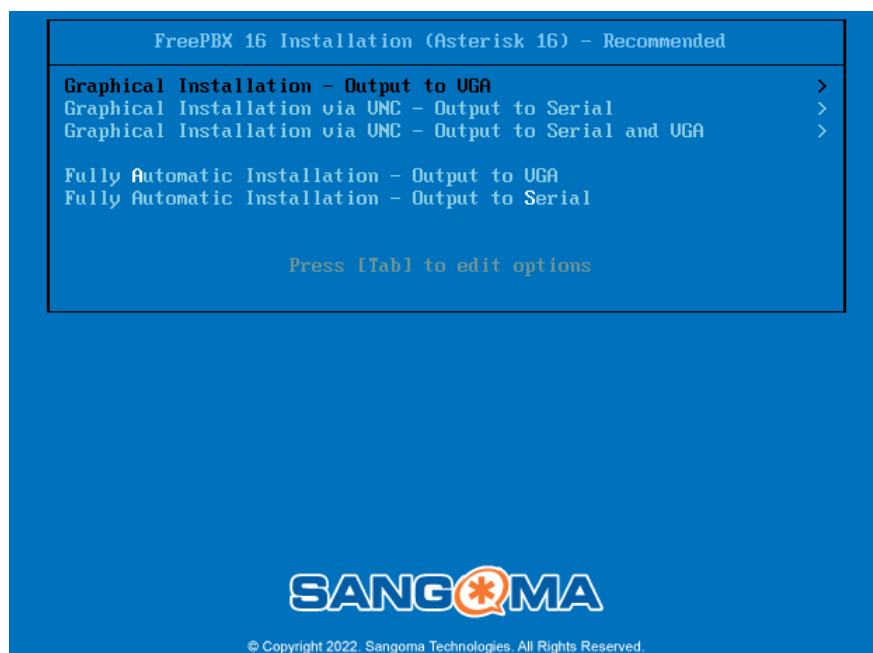 FreePBX 16 Installation (Asterisk 16) - Recommended
Graphical Installation - Output to VGA >
Graphical Installation via VNC - Output to Serial >
Graphical Installation via VNC - Output to Serial and VGA >
Fully Automatic Installation - Output to VGA
Fully Automatic Installation - Output to Serial
Press [Tab] to edit options
SANGOMA
© Copyright 2022. Sangoma Technologies. All Rights Reserved.